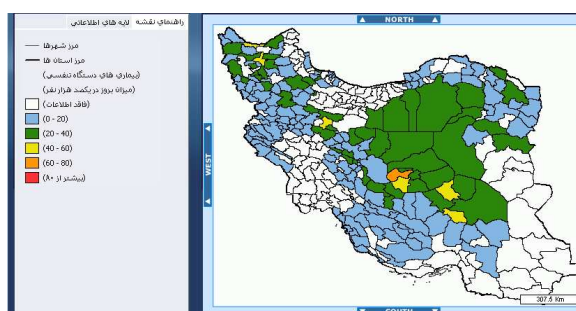 راهنمای نقشه
لایه های اطلاعاتی
مرز شهرها
مرز استان ها
(بیماری های دستگاه تنفسی)
(میزان بروز در یکصد هزار نفر)
(فاقد اطلاعات)
(0 - 20)
(20 - 40)
(40 - 60)
(60 - 80)
(بیشتر از ۸۰)
NORTH
WEST
307.5 Km
SOUTH